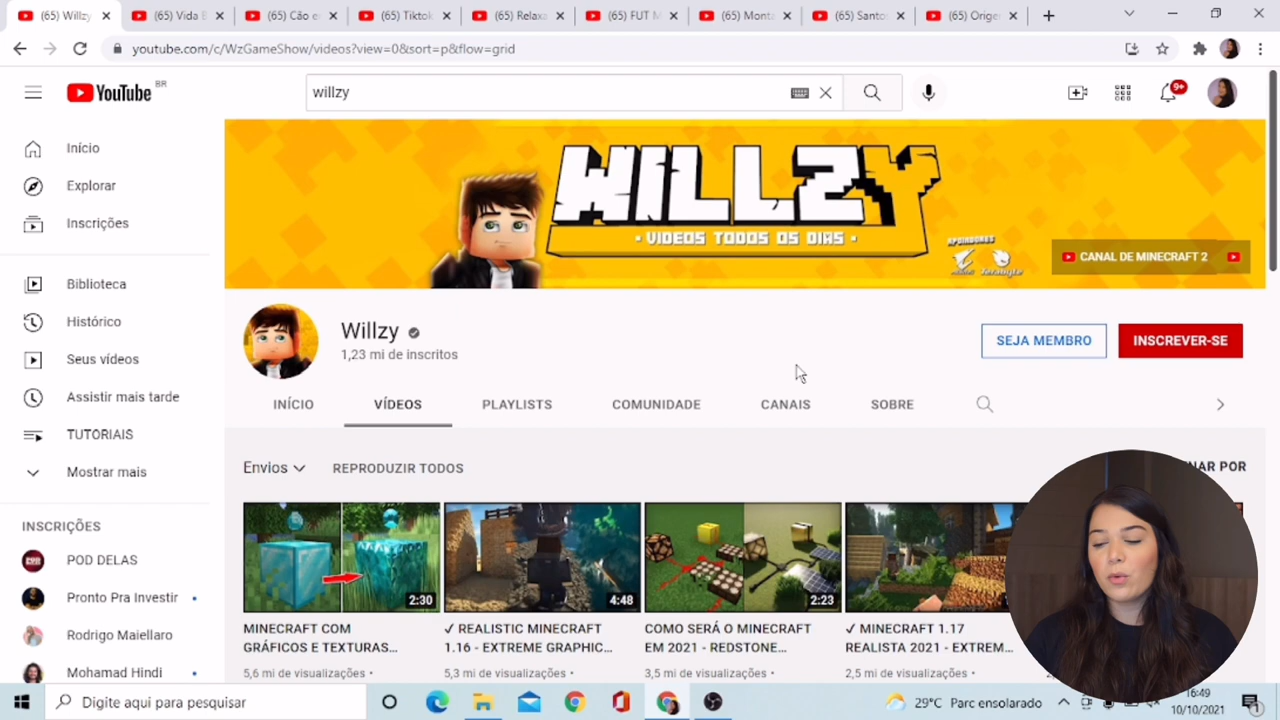 (65) Willzy
(65) Vida
(65) Cão e
(65) Tiktok
(65) Relaxa
(65) FUT M
(65) Monta
(65) Santo
(65) Orige
youtube.com/c/WzGameShow/videos?view=0&sort=p&flow=grid
YouTube BR
willzy
9+
Início
Explorar
Inscrições
Biblioteca
Histórico
Seus vídeos
Assistir mais tarde
TUTORIAIS
Mostrar mais
INSCRIÇÕES
POD DELAS
Pronto Pra Investir
Rodrigo Maiellaro
Mohamad Hindi
WILLZY
• VIDEOS TODOS OS DIAS •
APOIADORES
Terabyte
CANAL DE MINECRAFT 2
Willzy
1,23 mi de inscritos
SEJA MEMBRO
INSCREVER-SE
INÍCIO
VÍDEOS
PLAYLISTS
COMUNIDADE
CANAIS
SOBRE
Envios
REPRODUZIR TODOS
NAR POR
2:30
4:48
2:23
MINECRAFT COM
GRÁFICOS E TEXTURAS...
5,6 mi de visualizações •
✓ REALISTIC MINECRAFT
1.16 - EXTREME GRAPHIC...
5,3 mi de visualizações •
COMO SERÁ O MINECRAFT
EM 2021 - REDSTONE...
3,5 mi de visualizações •
✓ MINECRAFT 1.17
REALISTA 2021 - EXTREM...
2,5 mi de visualizações •
Digite aqui para pesquisar
29°C Parc ensolarado
16:49
10/10/2021